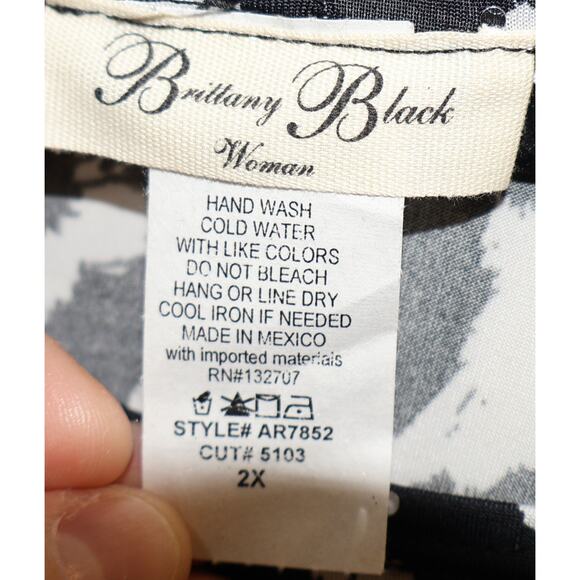 Brittany Black
Woman
HAND WASH
COLD WATER
WITH LIKE COLORS
DO NOT BLEACH
HANG OR LINE DRY
COOL IRON IF NEEDED
MADE IN MEXICO
with imported materials
RN#132707
STYLE# AR7852
CUT# 5103
2X